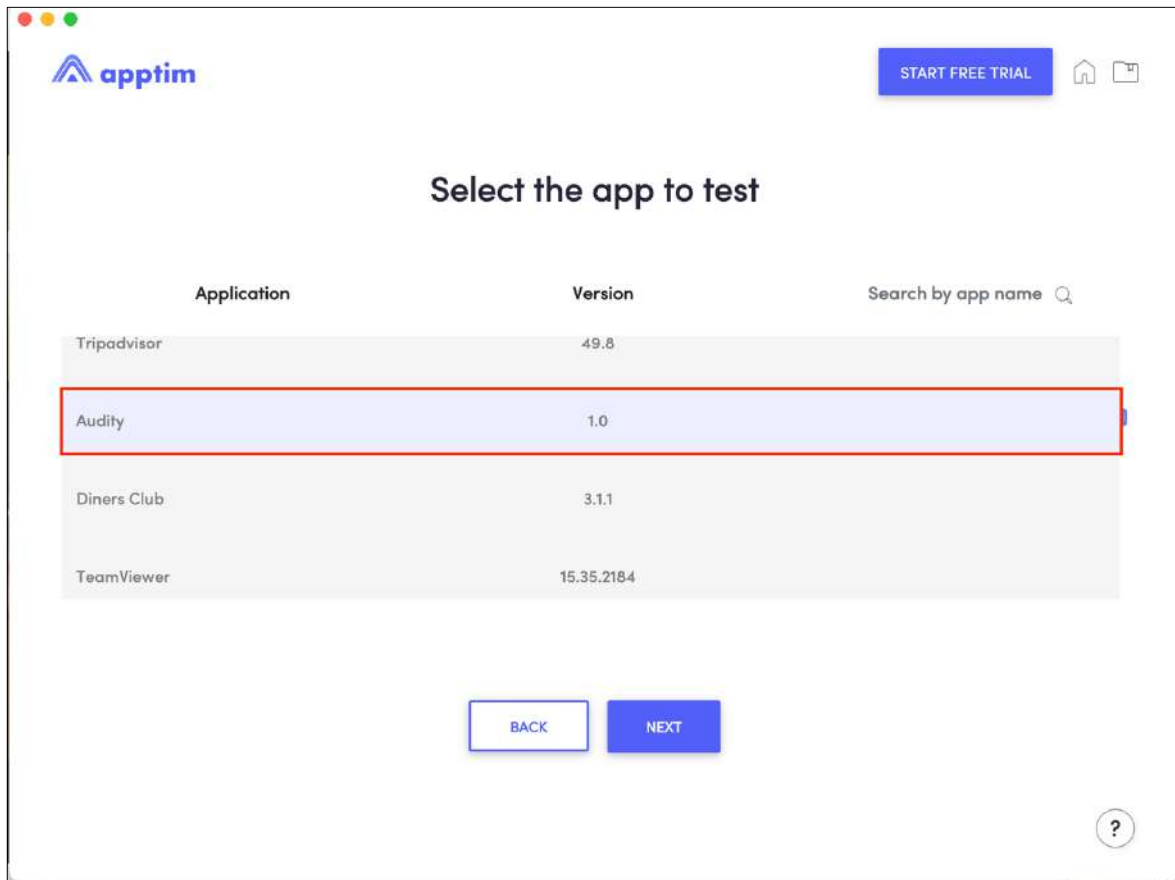 apptim
START FREE TRIAL
Select the app to test
Application Version Search by app name
Tripadvisor 49.8
Audity 1.0
Diners Club 3.1.1
TeamViewer 15.35.2184
BACK NEXT
?